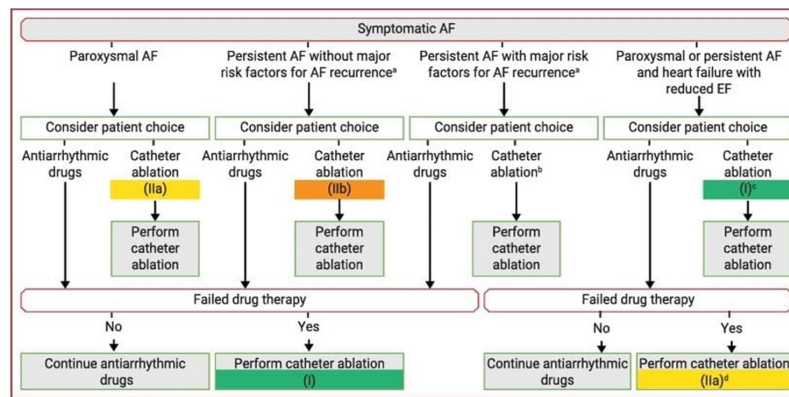 Symptomatic AF
Paroxysmal AF
Persistent AF without major
risk factors for AF recurrenceᵃ
Persistent AF with major risk
factors for AF recurrenceᵃ
Paroxysmal or persistent AF
and heart failure with
reduced EF
Consider patient choice
Consider patient choice
Consider patient choice
Consider patient choice
Antiarrhythmic
drugs
Catheter
ablation
(IIa)
Antiarrhythmic
drugs
Catheter
ablation
(IIb)
Antiarrhythmic
drugs
Catheter
ablationᵇ
Antiarrhythmic
drugs
Catheter
ablation
(I)ᶜ
Perform
catheter
ablation
Perform
catheter
ablation
Perform
catheter
ablation
Perform
catheter
ablation
Failed drug therapy
Failed drug therapy
No
Yes
No
Yes
Continue antiarrhythmic
drugs
Perform catheter ablation
(I)
Continue antiarrhythmic
drugs
Perform catheter ablation
(IIa)ᵈ